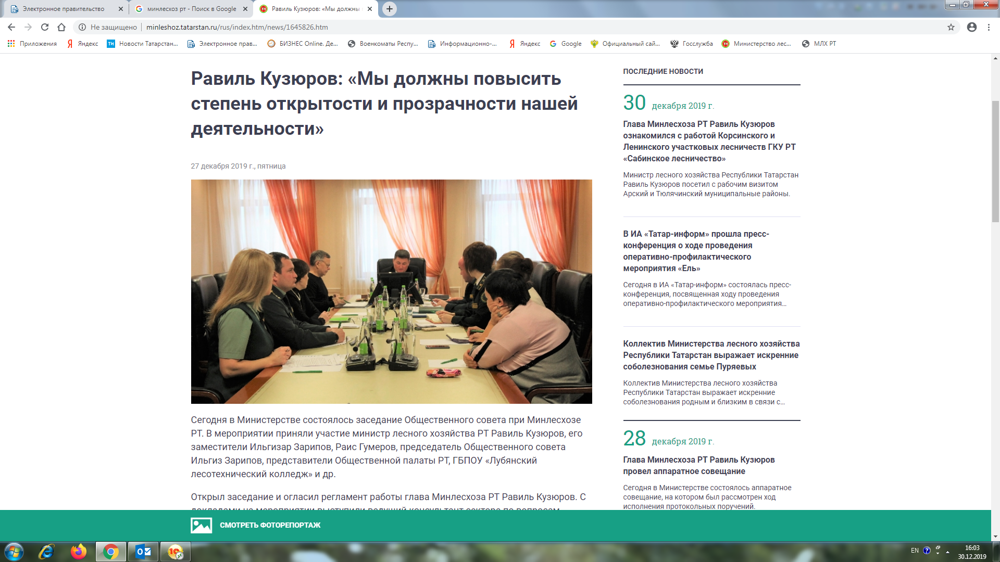 Электронное правительство
минлесхоз рт - Поиск в Google
Равиль Кузюров: «Мы должны
Не защищено
minleshoz.tatarstan.ru/rus/index.htm/news/1645826.htm
Приложения
Яндекс
Новости Татарстан...
Электронное прав...
БИЗНЕС Online. Де...
Военкоматы Респу...
Информационно-...
Яндекс
Google
Официальный сай...
Госслужба
Министерство лес...
МЛХ РТ
Равиль Кузюров: «Мы должны повысить
степень открытости и прозрачности нашей
деятельности»
27 декабря 2019 г., пятница
Сегодня в Министерстве состоялось заседание Общественного совета при Минлесхозе
РТ. В мероприятии приняли участие министр лесного хозяйства РТ Равиль Кузюров, его
заместители Ильгизар Зарипов, Раис Гумеров, председатель Общественного совета
Ильгиз Зарипов, представители Общественной палаты РТ, ГБПОУ «Лубянский
лесотехнический колледж» и др.
Открыл заседание и огласил регламент работы глава Минлесхоза РТ Равиль Кузюров. С
докладами на мероприятии выступили ведущий консультант сектора по вопросам
ПОСЛЕДНИЕ НОВОСТИ
30 декабря 2019 г.
Глава Минлесхоза РТ Равиль Кузюров
ознакомился с работой Корсинского и
Ленинского участковых лесничеств ГКУ РТ
«Сабинское лесничество»
Министр лесного хозяйства Республики Татарстан
Равиль Кузюров посетил с рабочим визитом
Арский и Тюлячинский муниципальные районы.
В ИА «Татар-информ» прошла пресс-
конференция о ходе проведения
оперативно-профилактического
мероприятия «Ель»
Сегодня в ИА «Татар-информ» состоялась пресс-
конференция, посвященная ходу проведения
оперативно-профилактического мероприятия...
Коллектив Министерства лесного хозяйства
Республики Татарстан выражает искренние
соболезнования семье Пуряевых
Коллектив Министерства лесного хозяйства
Республики Татарстан выражает искренние
соболезнования родным и близким в связи с...
28 декабря 2019 г.
Глава Минлесхоза РТ Равиль Кузюров
провел аппаратное совещание
Сегодня в Министерстве состоялось аппаратное
совещание, на котором был рассмотрен ход
исполнения протокольных поручений.
СМОТРЕТЬ ФОТОРЕПОРТАЖ
EN
16:03
30.12.2019